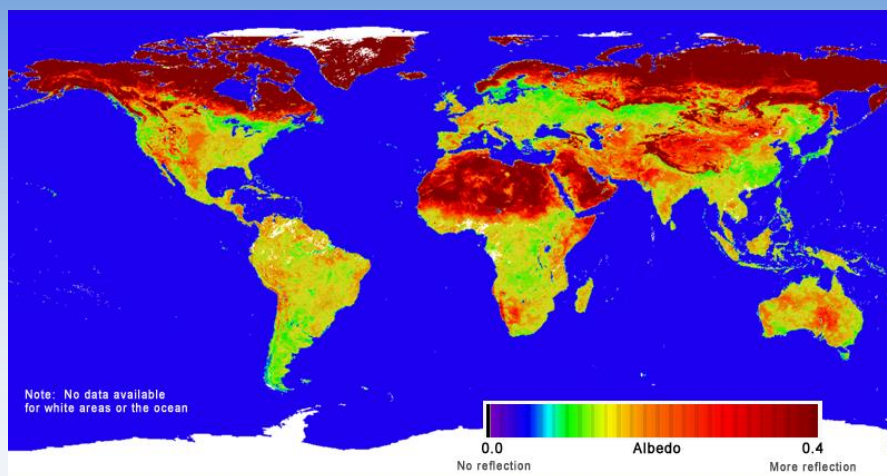 Note: No data available
for white areas or the ocean
0.0 Albedo 0.4
No reflection More reflection